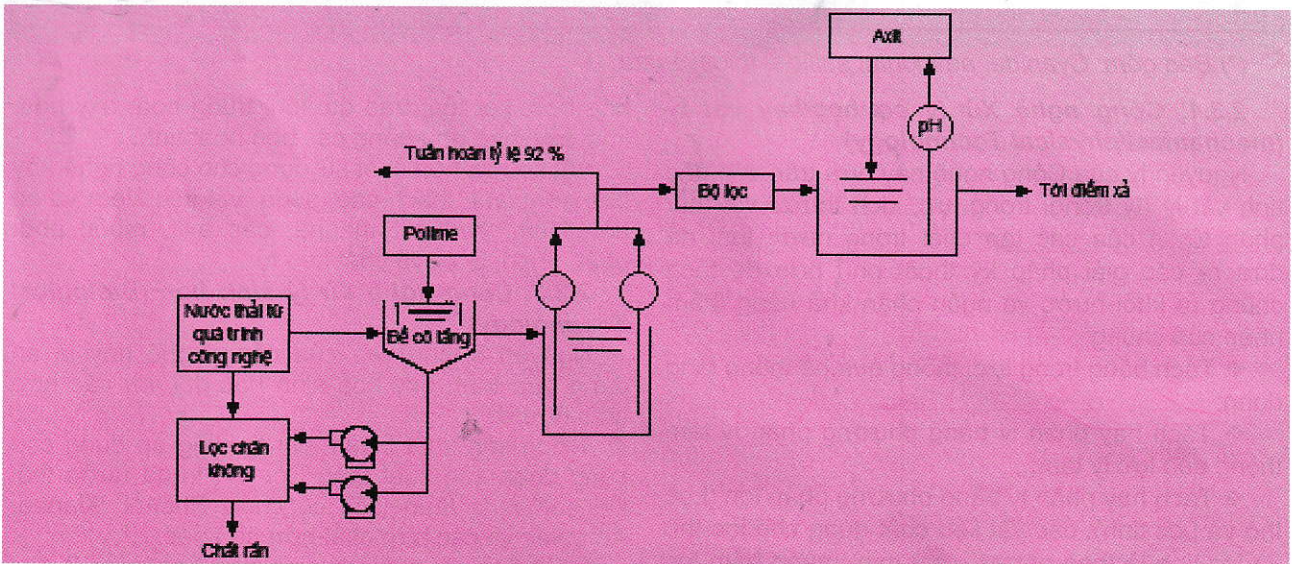 Axit
pH
Tuần hoàn tỷ lệ 92 %
Bộ lọc
Tới điểm xả
Polime
Nước thải từ
quá trình
công nghệ
Bể cô lắng
Lọc chân
không
Chất rắn